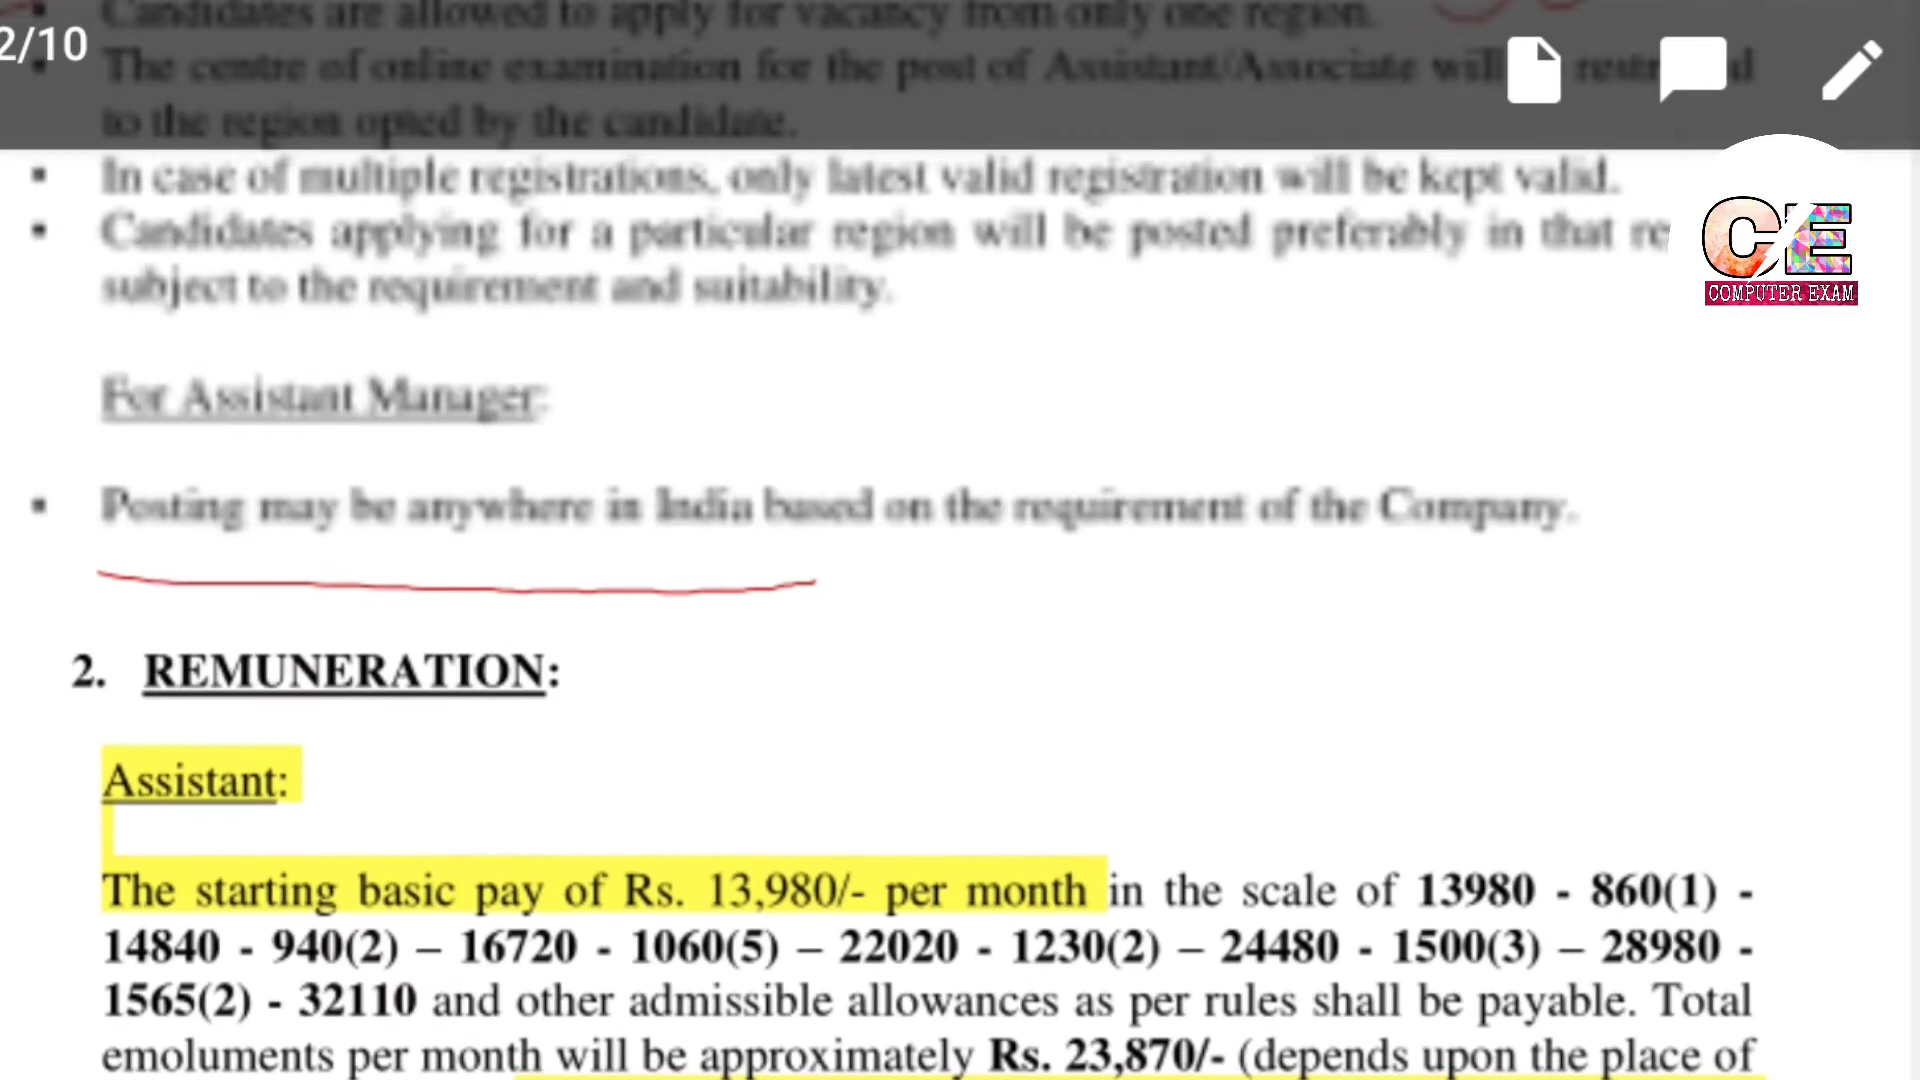 Candidates are allowed to apply for vacancy from only one region.
2/10
The centre of online examination for the post of Assistant/Associate will restr d
to the region opted by the candidate.
In case of multiple registrations, only latest valid registration will be kept valid.
Candidates applying for a particular region will be posted preferably in that re
subject to the requirement and suitability.
CE
COMPUTER EXAM
For Assistant Manager:
Posting may be anywhere in India based on the requirement of the Company.
2. REMUNERATION:
Assistant:
The starting basic pay of Rs. 13,980/- per month in the scale of 13980 - 860(1) -
14840 - 940(2) – 16720 - 1060(5) – 22020 - 1230(2) – 24480 - 1500(3) – 28980 -
1565(2) - 32110 and other admissible allowances as per rules shall be payable. Total
emoluments per month will be approximately Rs. 23,870/- (depends upon the place of